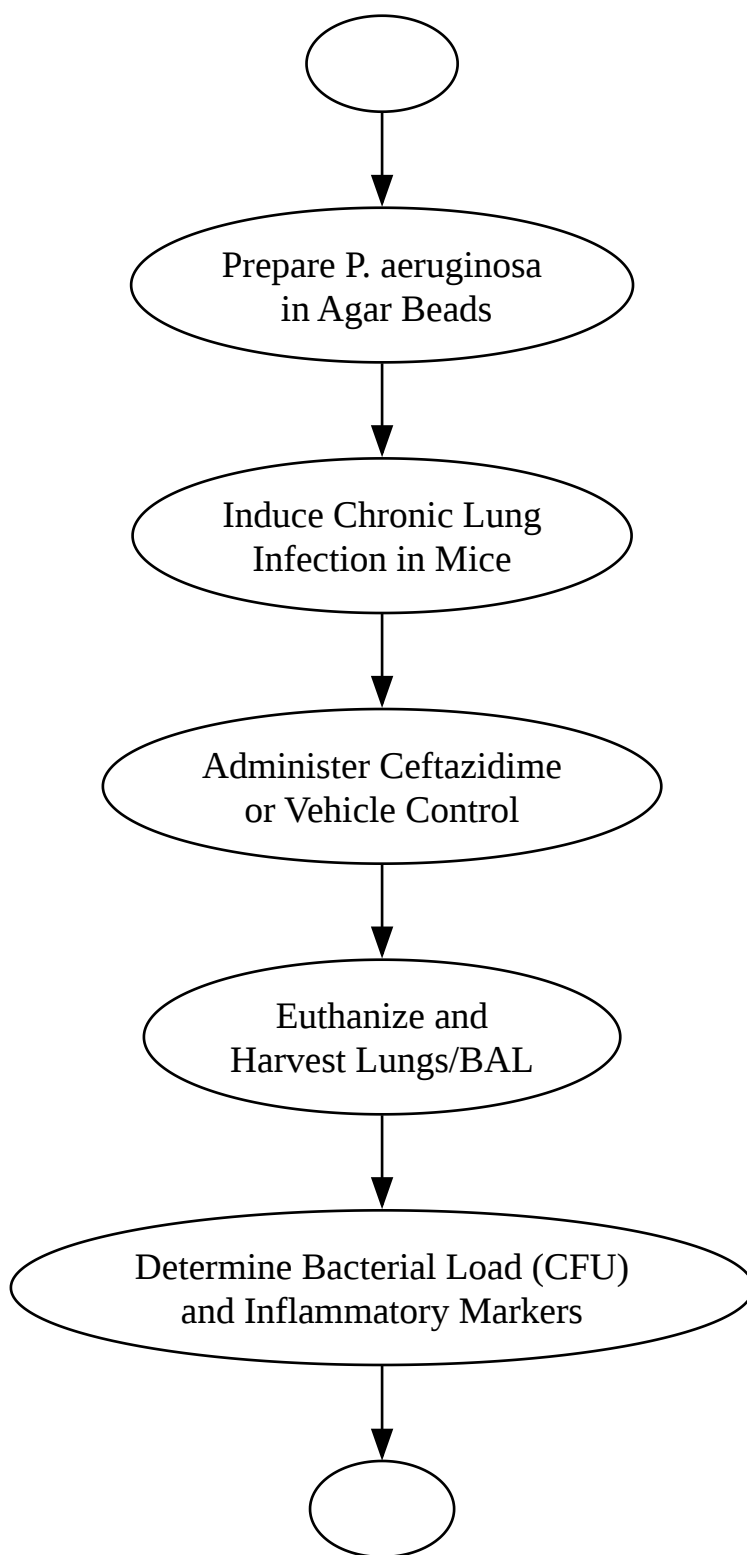 Prepare P. aeruginosa
in Agar Beads
Induce Chronic Lung
Infection in Mice
Administer Ceftazidime
or Vehicle Control
Euthanize and
Harvest Lungs/BAL
Determine Bacterial Load (CFU)
and Inflammatory Markers